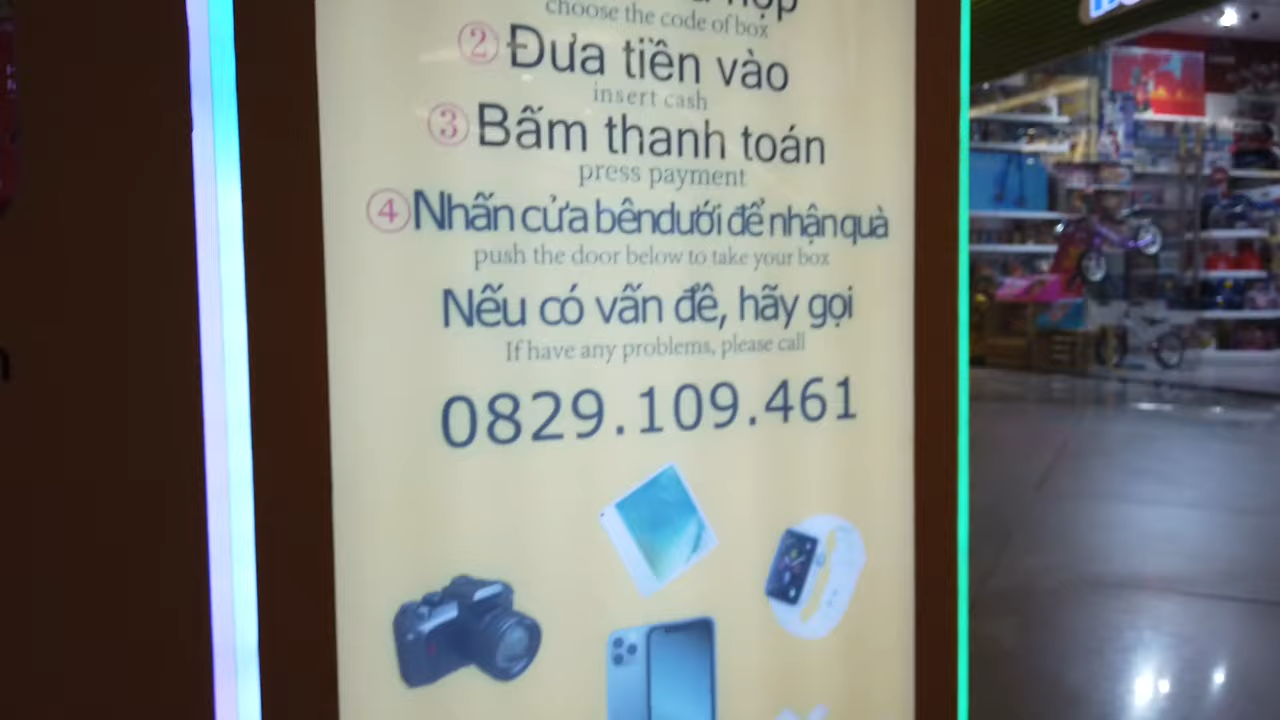 hộp
choose the code of box
② Đưa tiền vào
insert cash
③ Bấm thanh toán
press payment
④ Nhấn cửa bên dưới để nhận quà
push the door below to take your box
Nếu có vấn đề, hãy gọi
If have any problems, please call
0829.109.461